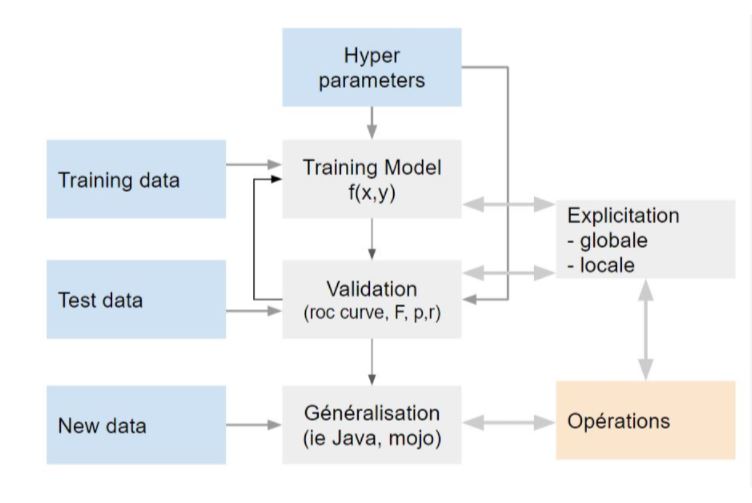 Hyper
parameters
Training data
Training Model
f(x,y)
Explicitation
- globale
- locale
Test data
Validation
(roc curve, F, p,r)
New data
Généralisation
(ie Java, mojo)
Opérations